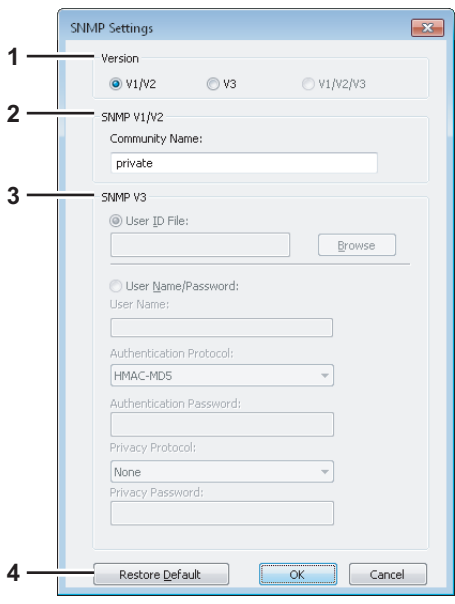 SNMP Settings
1
Version
V1/V2 V3 V1/V2/V3
2
SNMP V1/V2
Community Name:
private
3
SNMP V3
User ID File:
Browse
User Name/Password:
User Name:
Authentication Protocol:
HMAC-MD5
Authentication Password:
Privacy Protocol:
None
Privacy Password:
4
Restore Default OK Cancel